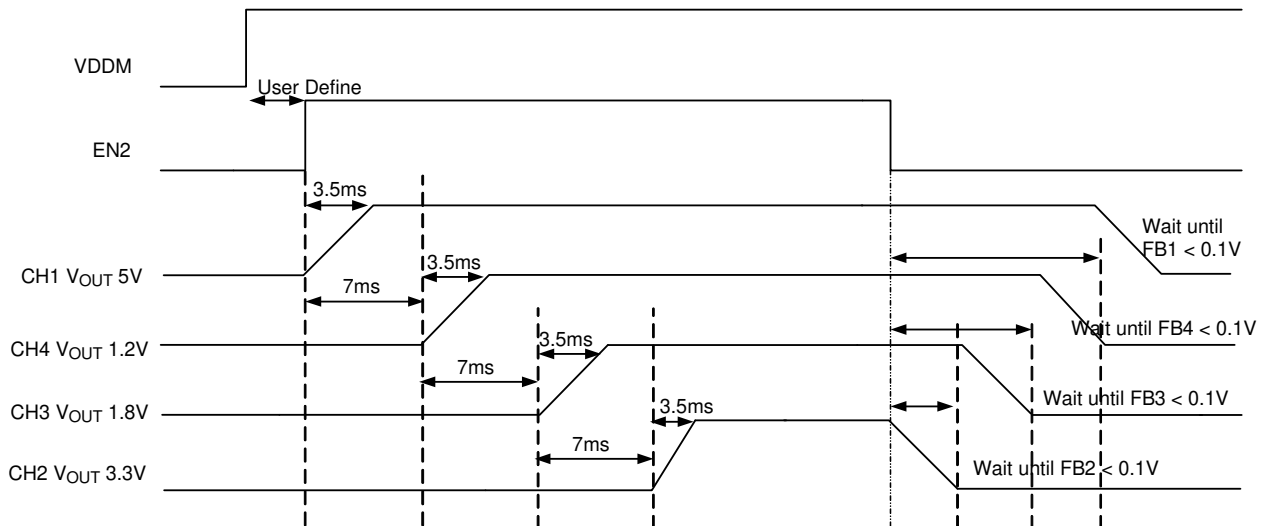 VDDM
User Define
EN2
3.5ms
Wait until
FB1 < 0.1V
CH1 VOUT 5V
3.5ms
7ms
Wait until FB4 < 0.1V
CH4 VOUT 1.2V
3.5ms
7ms
Wait until FB3 < 0.1V
CH3 VOUT 1.8V
3.5ms
7ms
Wait until FB2 < 0.1V
CH2 VOUT 3.3V